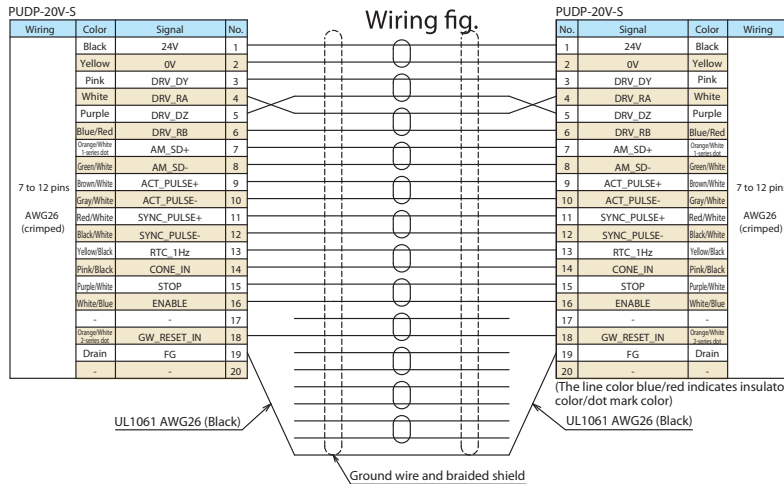 Wiring fig.
PUDP-20V-S
Wiring Color Signal No.
Black 24V 1
Yellow 0V 2
Pink DRV_DY 3
White DRV_RA 4
Purple DRV_DZ 5
Blue/Red DRV_RB 6
Orange/White 1-series dot AM_SD+ 7
Green/White AM_SD- 8
Brown/White ACT_PULSE+ 9
Gray/White ACT_PULSE- 10
Red/White SYNC_PULSE+ 11
Black/White SYNC_PULSE- 12
Yellow/Black RTC_1Hz 13
Pink/Black CONE_IN 14
Purple/White STOP 15
White/Blue ENABLE 16
- - 17
Orange/White 2-series dot GW_RESET_IN 18
Drain FG 19
- - 20
7 to 12 pins
AWG26
(crimped)
PUDP-20V-S
No. Signal Color Wiring
1 24V Black
2 0V Yellow
3 DRV_DY Pink
4 DRV_RA White
5 DRV_DZ Purple
6 DRV_RB Blue/Red
7 AM_SD+ Orange/White 1-series dot
8 AM_SD- Green/White
9 ACT_PULSE+ Brown/White
10 ACT_PULSE- Gray/White
11 SYNC_PULSE+ Red/White
12 SYNC_PULSE- Black/White
13 RTC_1Hz Yellow/Black
14 CONE_IN Pink/Black
15 STOP Purple/White
16 ENABLE White/Blue
17 - -
18 GW_RESET_IN Orange/White 2-series dot
19 FG Drain
20 - -
7 to 12 pins
AWG26
(crimped)
(The line color blue/red indicates insulato
color/dot mark color)
UL1061 AWG26 (Black)
UL1061 AWG26 (Black)
Ground wire and braided shield